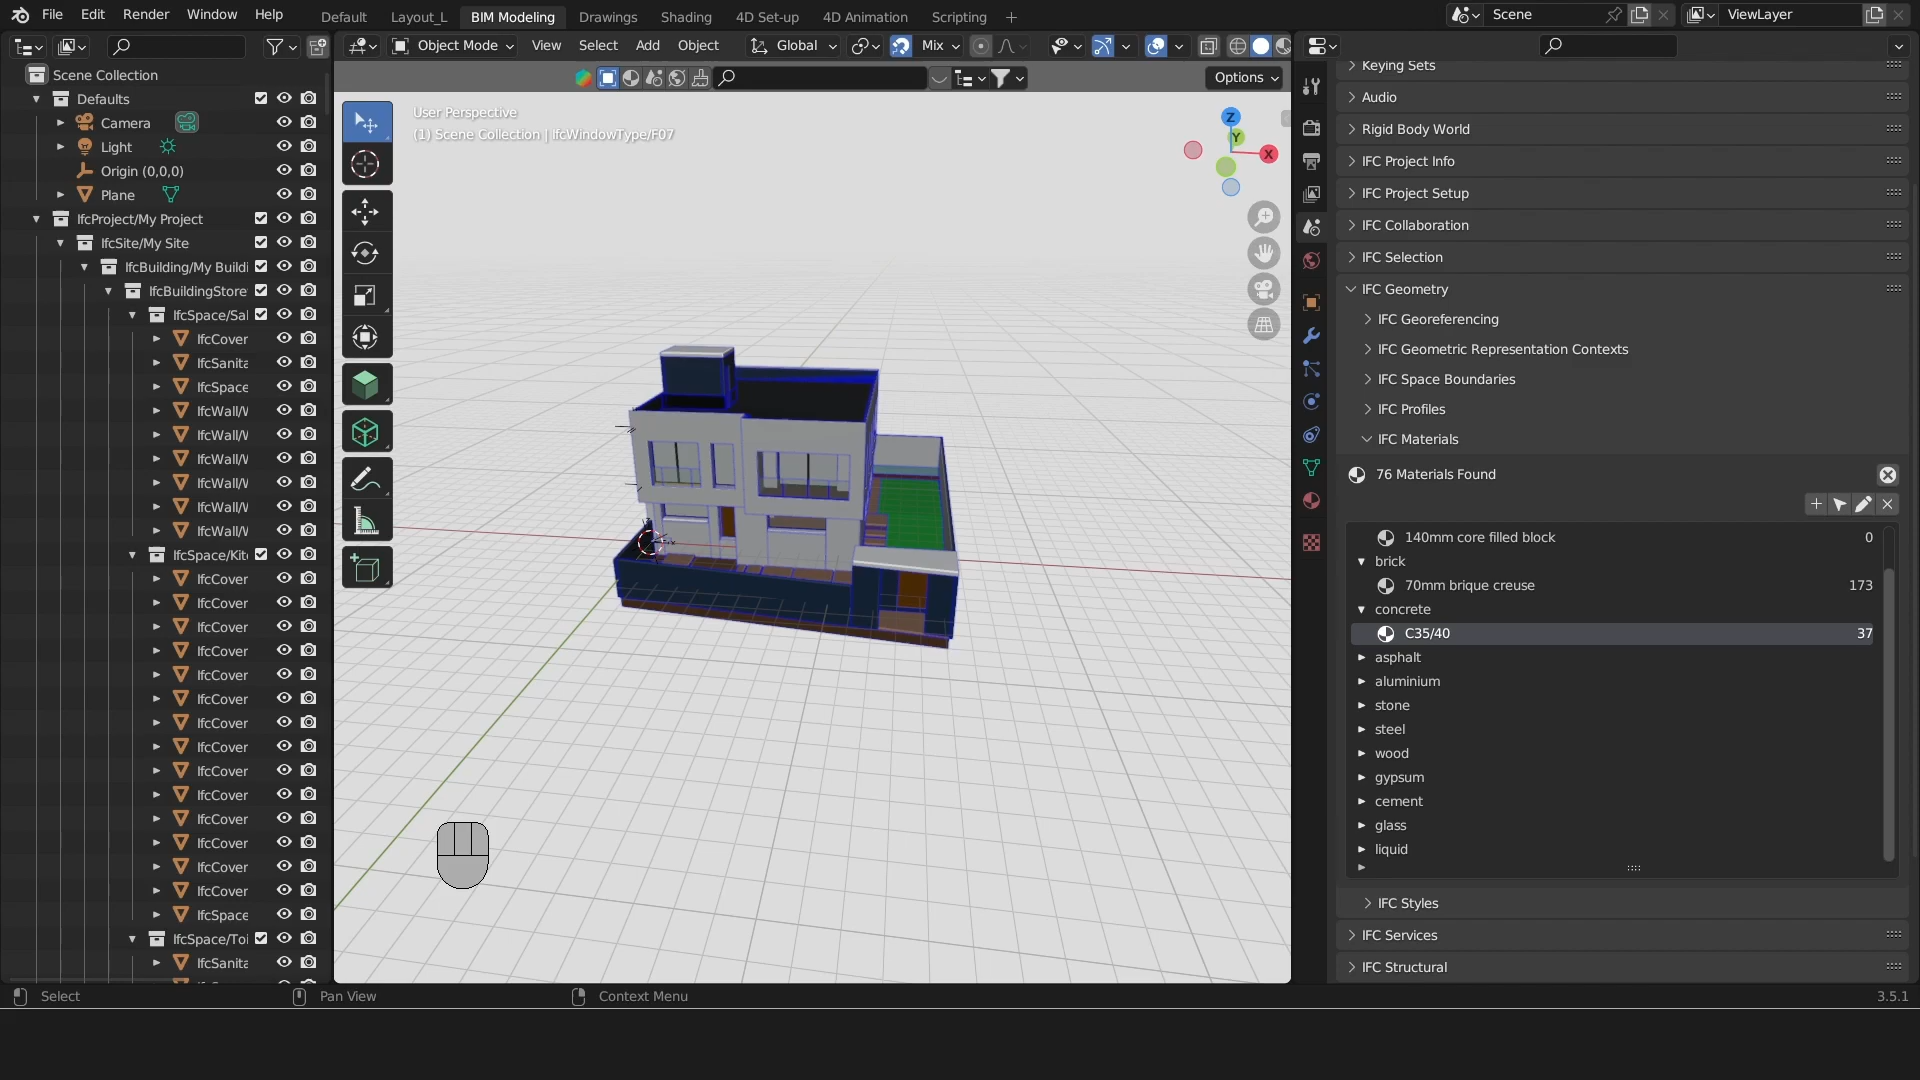 File Edit Render Window Help
Default Layout_L BIM Modeling Drawings Shading 4D Set-up 4D Animation Scripting
Scene
ViewLayer
Object Mode View Select Add Object Global Mix
Options
Scene Collection
Defaults
Camera
Light
Origin (0,0,0)
Plane
IfcProject/My Project
IfcSite/My Site
IfcBuilding/My Buildi
IfcBuildingStore
IfcSpace/Sal
IfcCover
IfcSanita
IfcSpace
IfcWall/V
IfcWall/V
IfcWall/V
IfcWall/V
IfcWall/V
IfcWall/V
IfcSpace/Kit
IfcCover
IfcCover
IfcCover
IfcCover
IfcCover
IfcCover
IfcCover
IfcCover
IfcCover
IfcCover
IfcCover
IfcCover
IfcCover
IfcCover
IfcSpace
IfcSpace/Toi
IfcSanita
User Perspective
(1) Scene Collection | IfcWindowType/F07
Z
Y
X
Keying Sets
Audio
Rigid Body World
IFC Project Info
IFC Project Setup
IFC Collaboration
IFC Selection
IFC Geometry
IFC Georeferencing
IFC Geometric Representation Contexts
IFC Space Boundaries
IFC Profiles
IFC Materials
76 Materials Found
140mm core filled block 0
brick
70mm brique creuse 173
concrete
C35/40 37
asphalt
aluminium
stone
steel
wood
gypsum
cement
glass
liquid
IFC Styles
IFC Services
IFC Structural
Select
Pan View
Context Menu
3.5.1